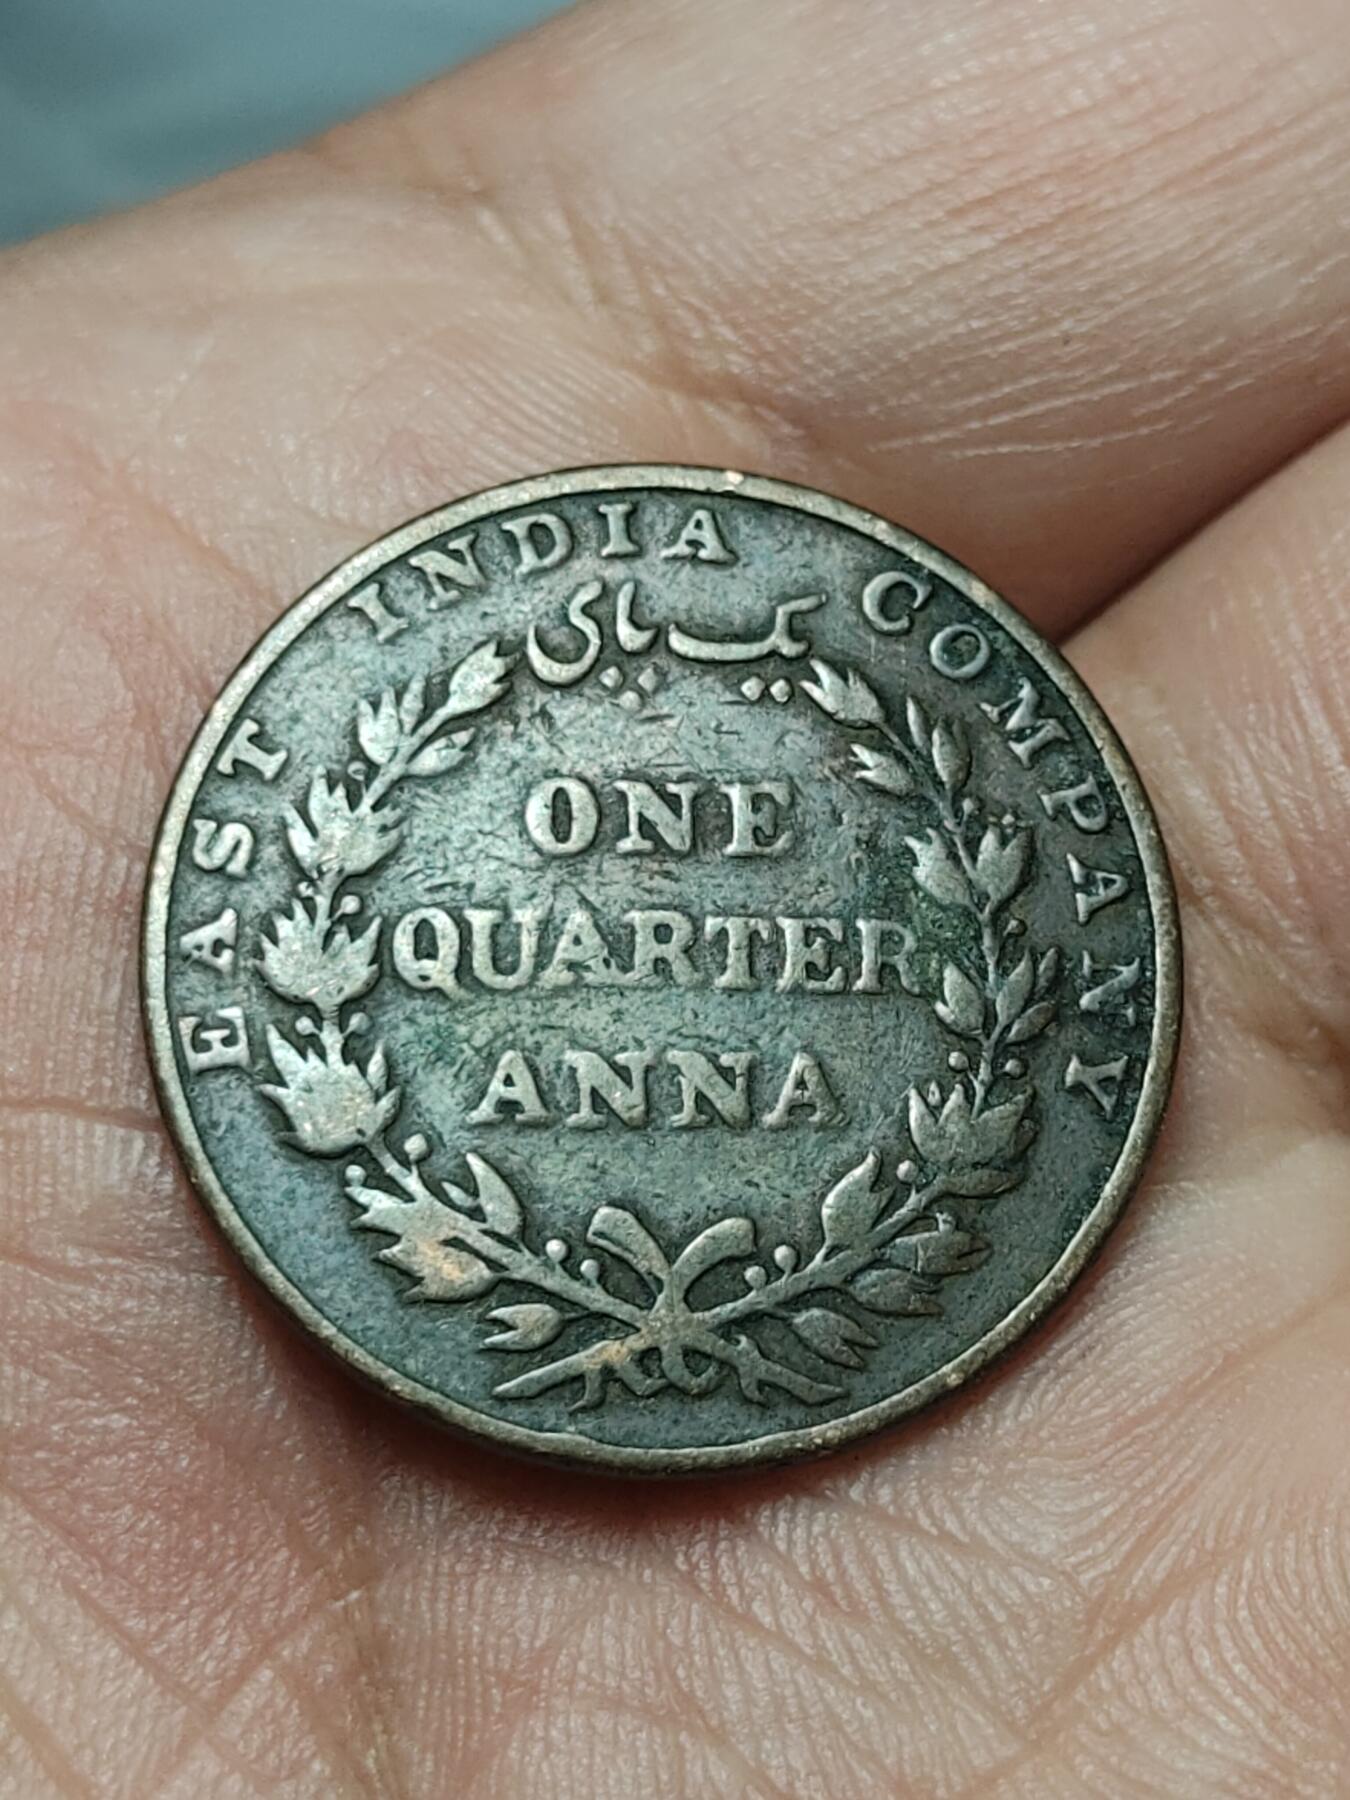 EAST INDIA COMPANY
یک پای
ONE
QUARTER
ANNA